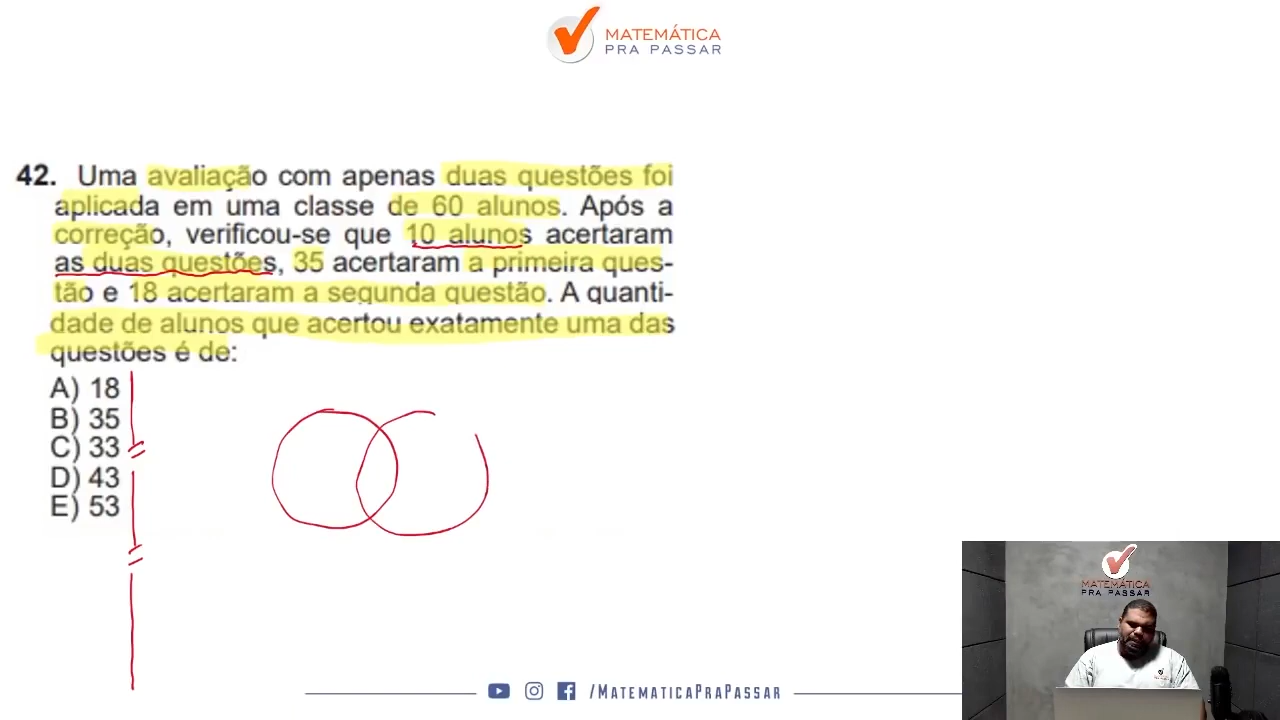 MATEMÁTICA
PRA PASSAR
42. Uma avaliação com apenas duas questões foi
aplicada em uma classe de 60 alunos. Após a
correção, verificou-se que 10 alunos acertaram
as duas questões, 35 acertaram a primeira ques-
tão e 18 acertaram a segunda questão. A quanti-
dade de alunos que acertou exatamente uma das
questões é de:
A) 18
B) 35
C) 33
D) 43
E) 53
MATEMÁTICA
PRA PASSAR
/MATEMATICAPRAPASSAR